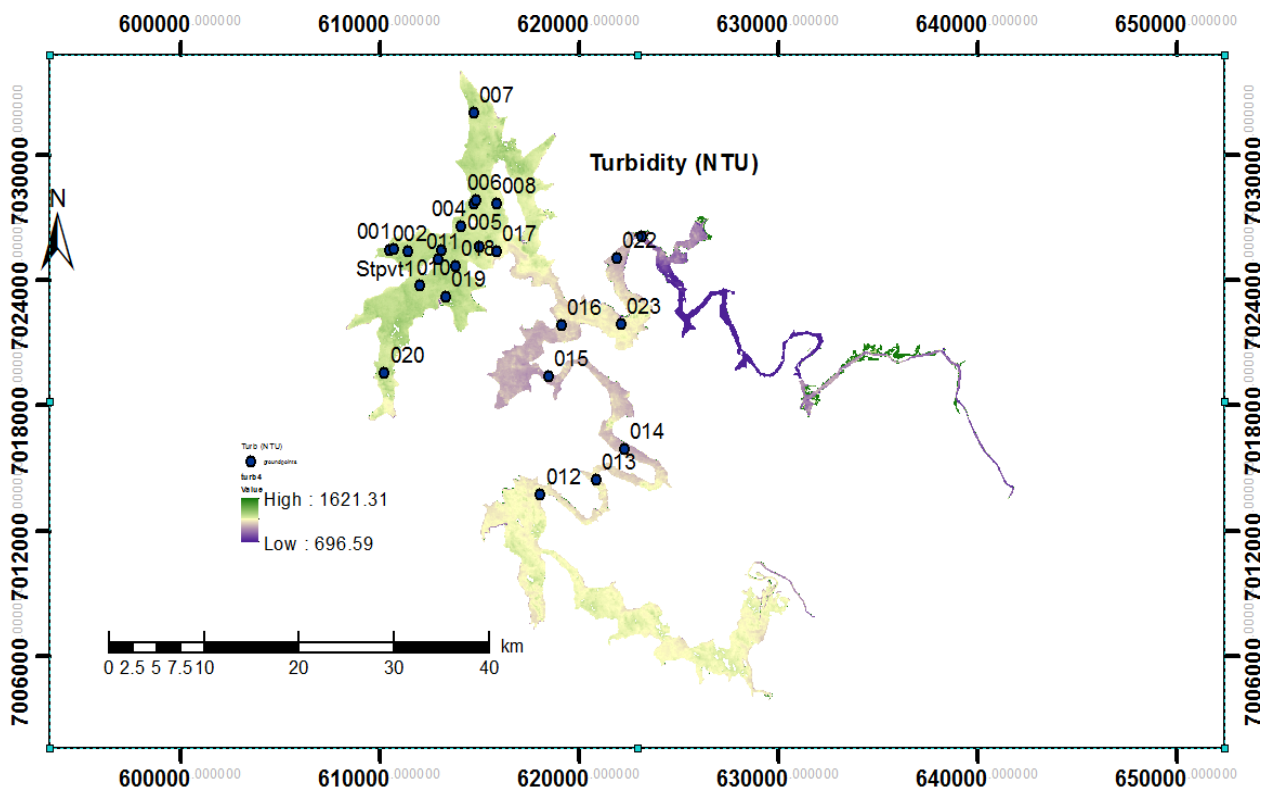 600000.000000 610000.000000 620000.000000 630000.000000 640000.000000 650000.000000
7030000.000000
7024000.000000
7018000.000000
7012000.000000
7006000.000000
N
Turbidity (NTU)
007
006 008
004
005
001 002 011 018 017
Stpvt1 010
019
020
022
016 023
015
014
013
012
Turb (NTU)
groundpoints
turb4
Value
High : 1621.31
Low : 696.59
km
0 2.5 5 7.5 10 20 30 40
7030000.000000
7024000.000000
7018000.000000
7012000.000000
7006000.000000
600000.000000 610000.000000 620000.000000 630000.000000 640000.000000 650000.000000